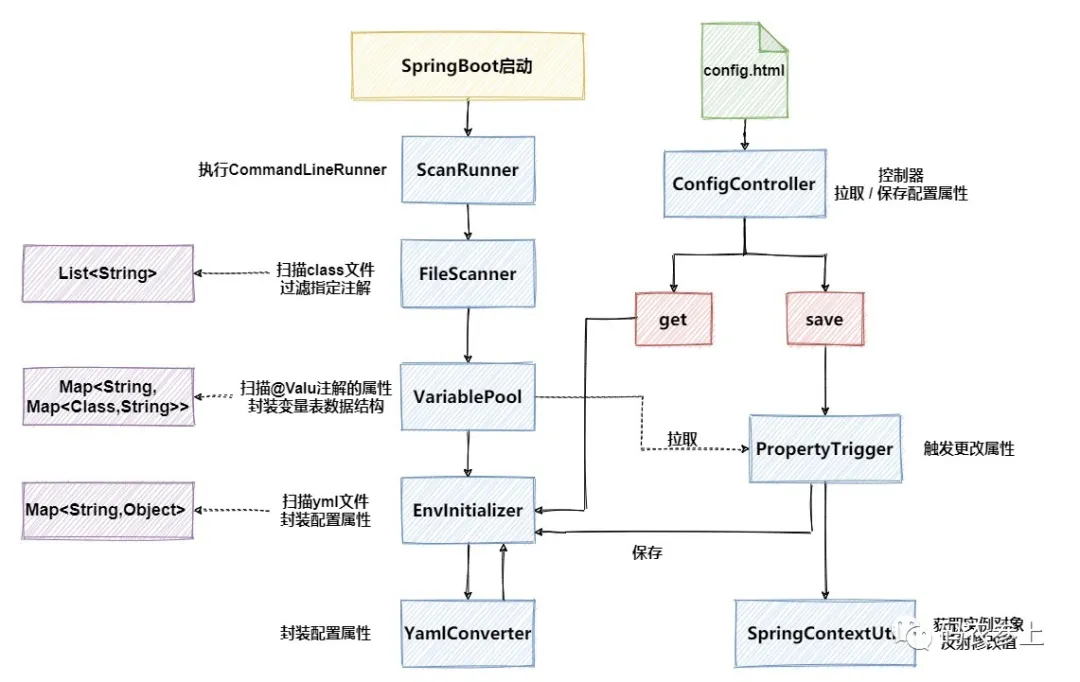 SpringBoot启动
config.html
执行CommandLineRunner
ScanRunner
ConfigController
控制器
拉取 / 保存配置属性
List<String>
扫描class文件
过滤指定注解
FileScanner
get
save
Map<String,
Map<Class,String>>
扫描@Valu注解的属性
封装变量表数据结构
VariablePool
拉取
PropertyTrigger
触发更改属性
Map<String,Object>
扫描yml文件
封装配置属性
EnvInitializer
保存
封装配置属性
YamlConverter
SpringContextUt
获取实例对象
反射修改值